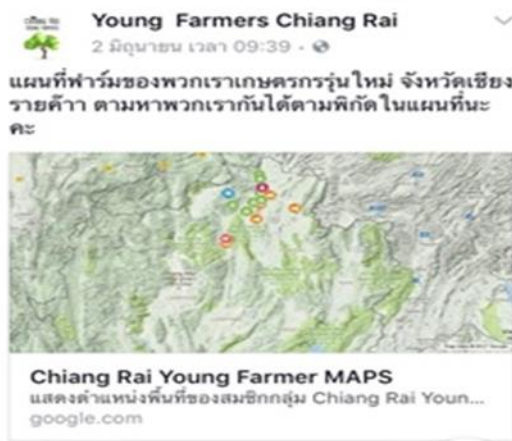 Young Farmers Chiang Rai
2 มิถุนายน เวลา 09:39 ·
แผนที่ฟาร์มของพวกเราเกษตรกรรุ่นใหม่ จังหวัดเชียง
รายค๊าา ตามหาพวกเรากันได้ตามพิกัดในแผนที่นะ
คะ
Chiang Rai Young Farmer MAPS
แสดงตำแหน่งพื้นที่ของสมาชิกกลุ่ม Chiang Rai Youn...
google.com